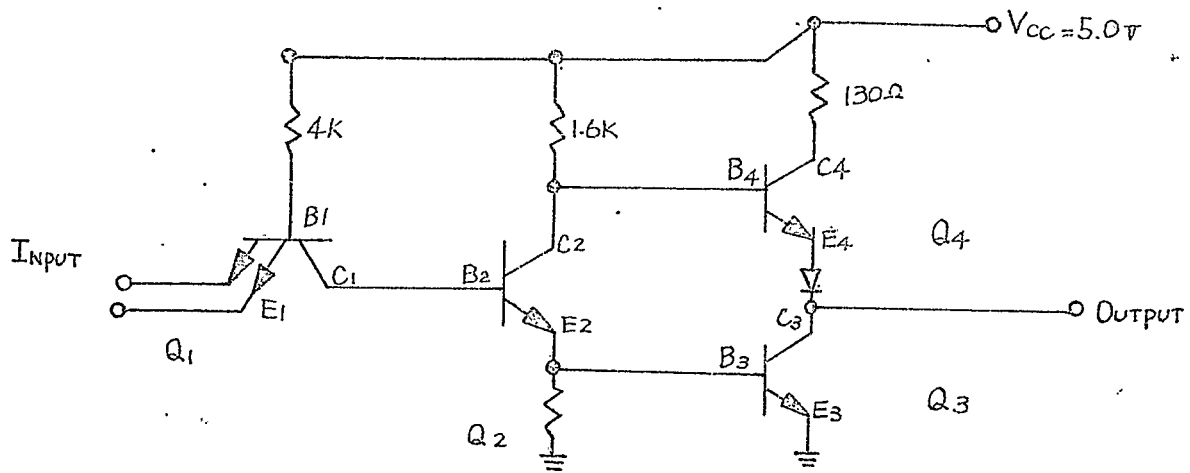 VCC = 5.0V
4K
1.6K
130Ω
B1
B4
C4
INPUT
C1
B2
C2
E4
Q4
E1
E2
C3
OUTPUT
Q1
B3
E3
Q3
Q2